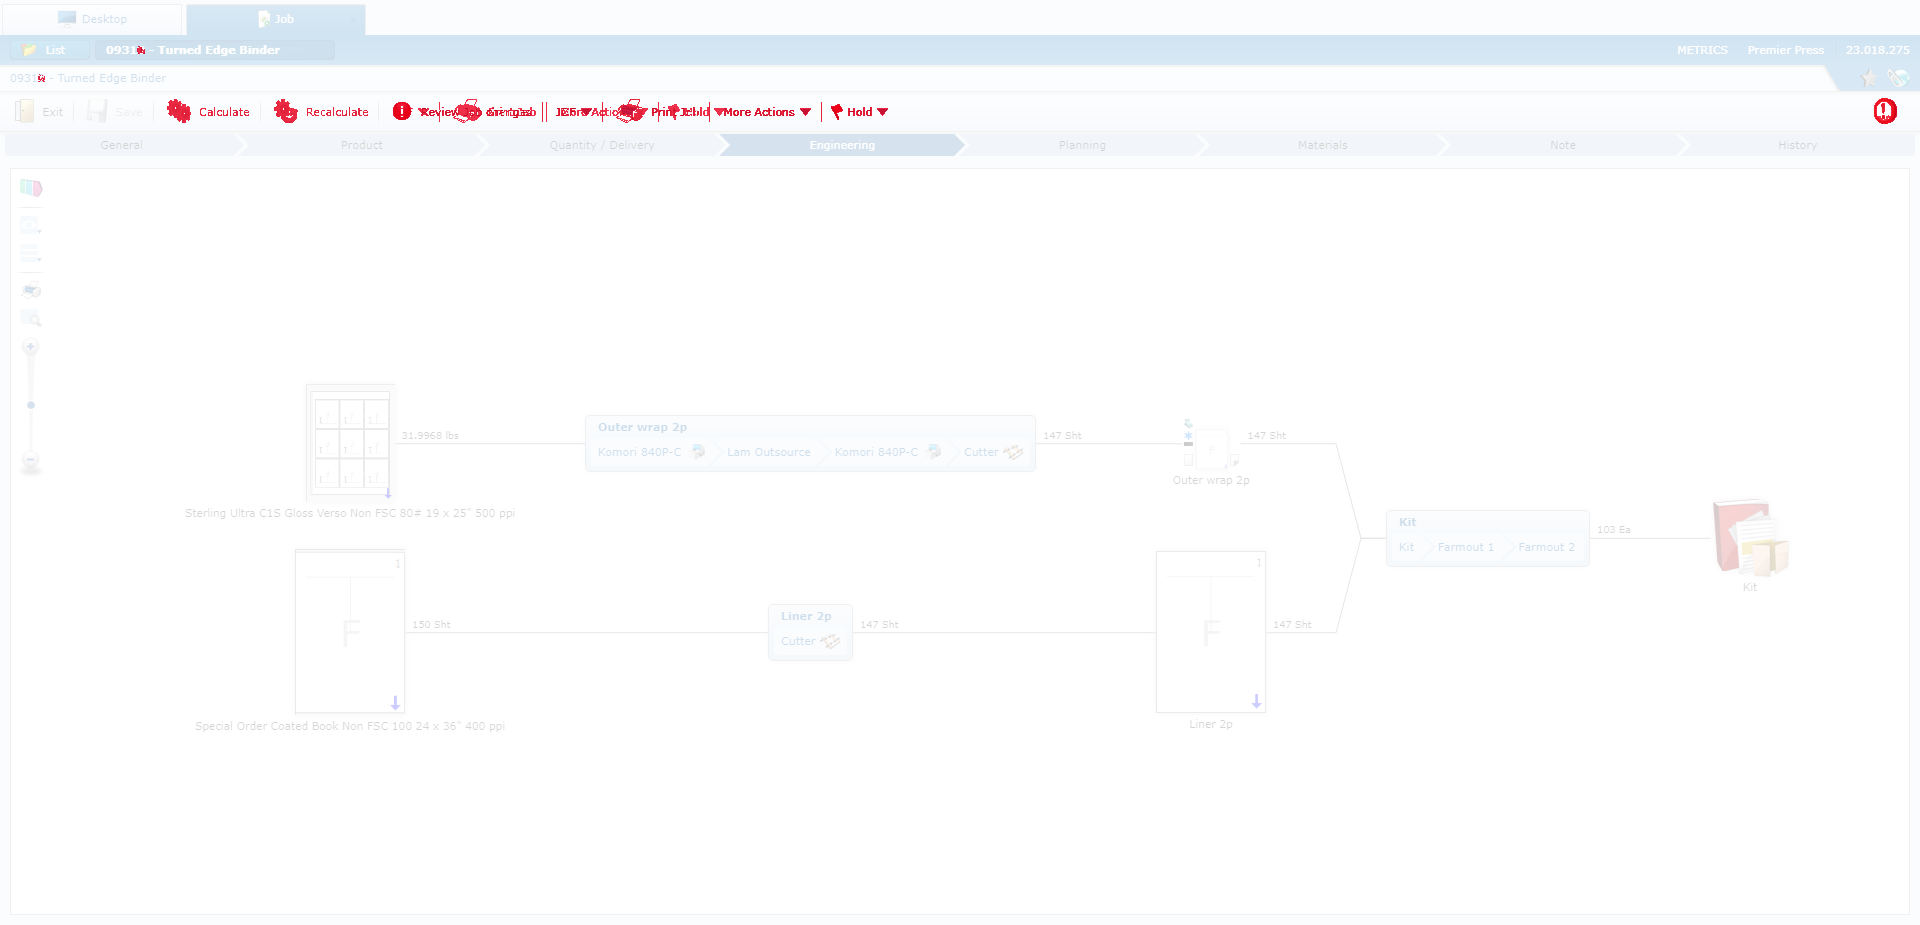 Desktop
Job
List
Turned Edge Binder
METRICS Premier Press 23.018.275
- Turned Edge Binder
Exit
Save
Calculate
Recalculate
More Actions
Hold
General
Product
Quantity / Delivery
Engineering
Planning
Materials
Note
History
31.9968 lbs
Outer wrap 2p
Komori 840P-C
Lam Outsource
Komori 840P-C
Cutter
147 Sht
147 Sht
Outer wrap 2p
Sterling Ultra C1S Gloss Verso Non FSC 80# 19 x 25" 500 ppi
Kit
Kit
Farmout 1
Farmout 2
103 Ea
Kit
1
F
150 Sht
Liner 2p
Cutter
147 Sht
1
F
147 Sht
Special Order Coated Book Non FSC 100 24 x 36" 400 ppi
Liner 2p